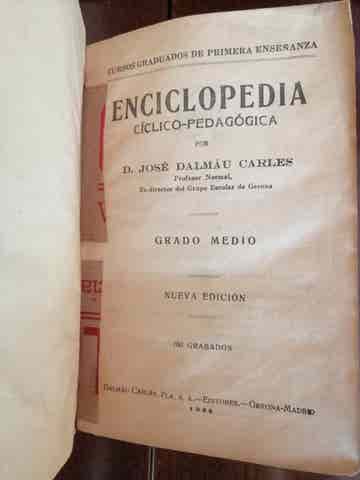 CURSOS GRADUADOS DE PRIMERA ENSEÑANZA
ENCICLOPEDIA
CÍCLICO-PEDAGÓGICA
POR
D. JOSÉ DALMÁU CARLES
Profesor Normal,
Ex-director del Grupo Escolar de Gerona
GRADO MEDIO
NUEVA EDICIÓN
GRABADOS
DALMÁU CARLES, PLA, S. A.—EDITORES.—GERONA-MADRID